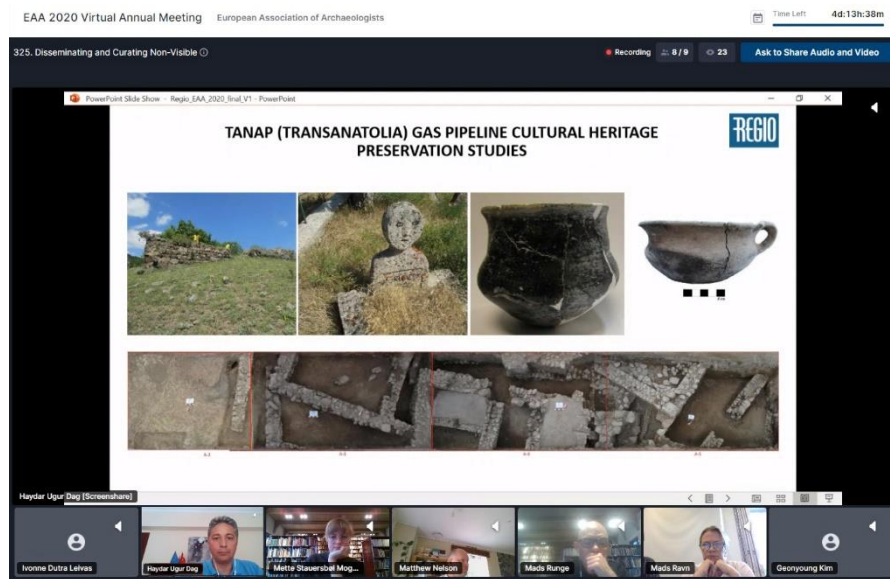 EAA 2020 Virtual Annual Meeting
European Association of Archaeologists
Time Left
4d:13h:38m
325. Disseminating and Curating Non-Visible
Recording
8/9
23
Ask to Share Audio and Video
PowerPoint Slide Show - Regio_EAA_2020_final_V1 - PowerPoint
TANAP (TRANSANATOLIA) GAS PIPELINE CULTURAL HERITAGE
PRESERVATION STUDIES
REGIO
Haydar Ugur Dag [Screenshare]
Ivonne Dutra Leivas
Haydar Ugur Dag
Mette Stauersbøl Mog...
Matthew Nelson
Mads Runge
Mads Ravn
Geonyoung Kim